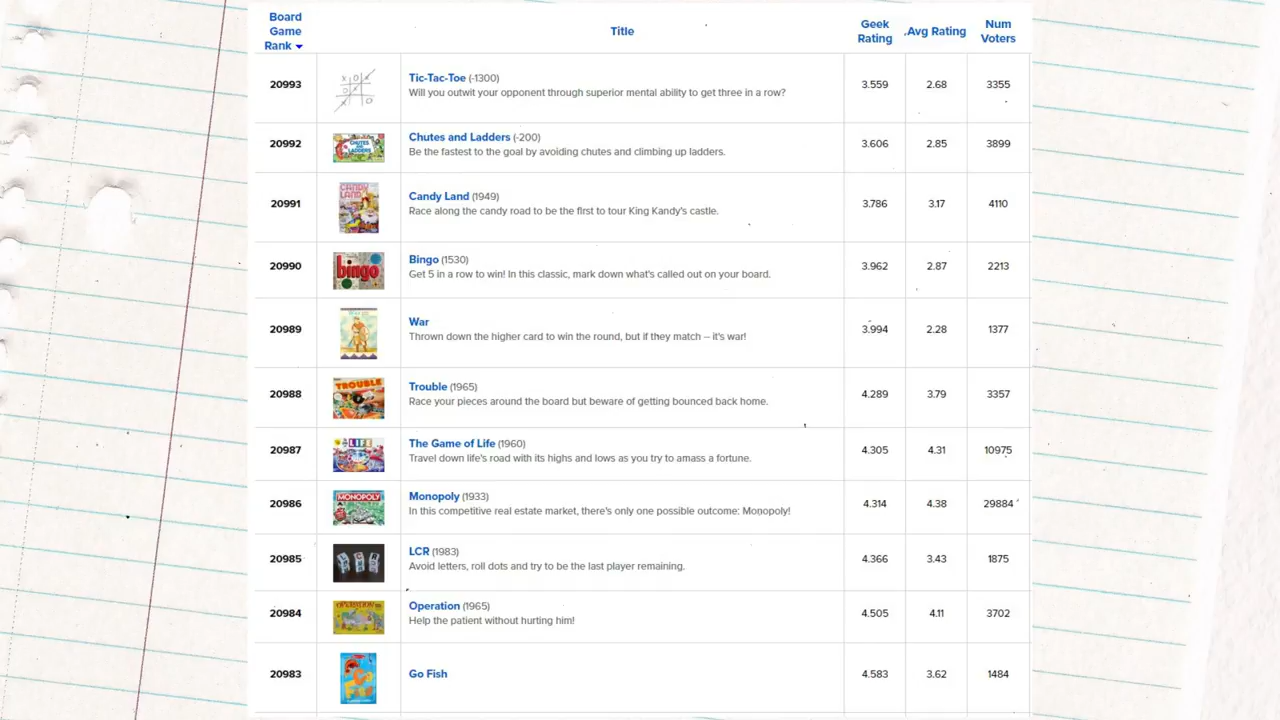 Board
Game
Rank
Title
Geek
Rating
Avg Rating
Num
Voters
20993
Tic-Tac-Toe (-1300)
Will you outwit your opponent through superior mental ability to get three in a row?
3.559
2.68
3355
20992
CHUTES
LADDERS
Chutes and Ladders (-200)
Be the fastest to the goal by avoiding chutes and climbing up ladders.
3.606
2.85
3899
20991
CANDY
LAND
Candy Land (1949)
Race along the candy road to be the first to tour King Kandy's castle.
3.786
3.17
4110
20990
bingo
Bingo (1530)
Get 5 in a row to win! In this classic, mark down what's called out on your board.
3.962
2.87
2213
20989
War
Thrown down the higher card to win the round, but if they match – it's war!
3.994
2.28
1377
20988
TROUBLE
Trouble (1965)
Race your pieces around the board but beware of getting bounced back home.
4.289
3.79
3357
20987
LIFE
The Game of Life (1960)
Travel down life's road with its highs and lows as you try to amass a fortune.
4.305
4.31
10975
20986
MONOPOLY
Monopoly (1933)
In this competitive real estate market, there's only one possible outcome: Monopoly!
4.314
4.38
29884
20985
LCR (1983)
Avoid letters, roll dots and try to be the last player remaining.
4.366
3.43
1875
20984
OPERATION
Operation (1965)
Help the patient without hurting him!
4.505
4.11
3702
20983
Go Fish
4.583
3.62
1484